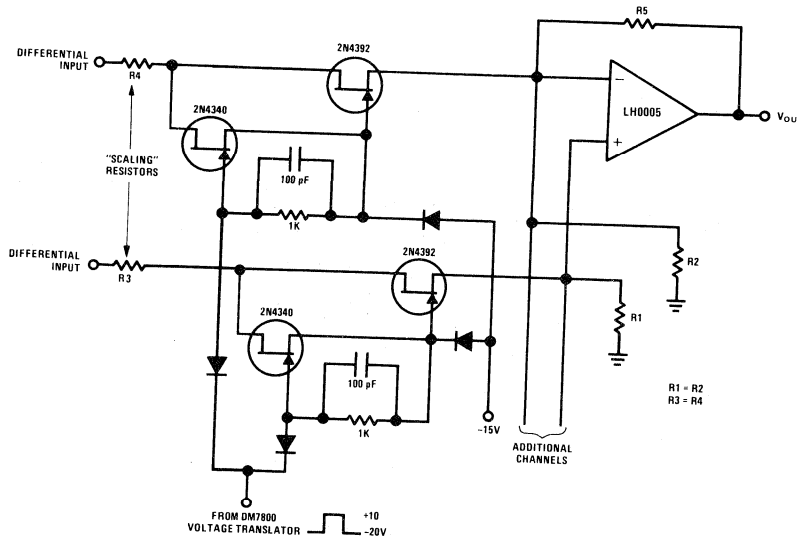 R5
2N4392
DIFFERENTIAL
INPUT
R4
−
LH0005
VOU
+
2N4340
"SCALING"
RESISTORS
100 pF
1K
2N4392
DIFFERENTIAL
INPUT
R3
R2
2N4340
R1
100 pF
1K
R1 = R2
R3 = R4
−15V
ADDITIONAL
CHANNELS
FROM DM7800
VOLTAGE TRANSLATOR
+10
−20V